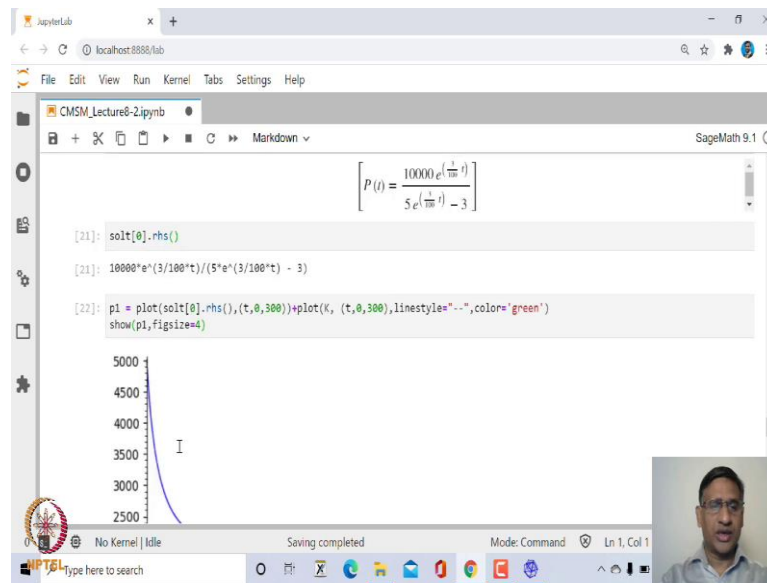 JupyterLab
localhost:8888/lab
File Edit View Run Kernel Tabs Settings Help
CMSM_Lecture8-2.ipynb
Markdown
SageMath 9.1
[P(t) = 10000 e^(3/100 t) / 5 e^(3/100 t) − 3]
[21]: solt[0].rhs()
[21]: 10000*e^(3/100*t)/(5*e^(3/100*t) - 3)
[22]: p1 = plot(solt[0].rhs(),(t,0,300))+plot(K, (t,0,300),linestyle="--",color='green')
show(p1,figsize=4)
5000
4500
4000
3500
3000
2500
No Kernel | Idle Saving completed Mode: Command Ln 1, Col 1
NPTEL Type here to search